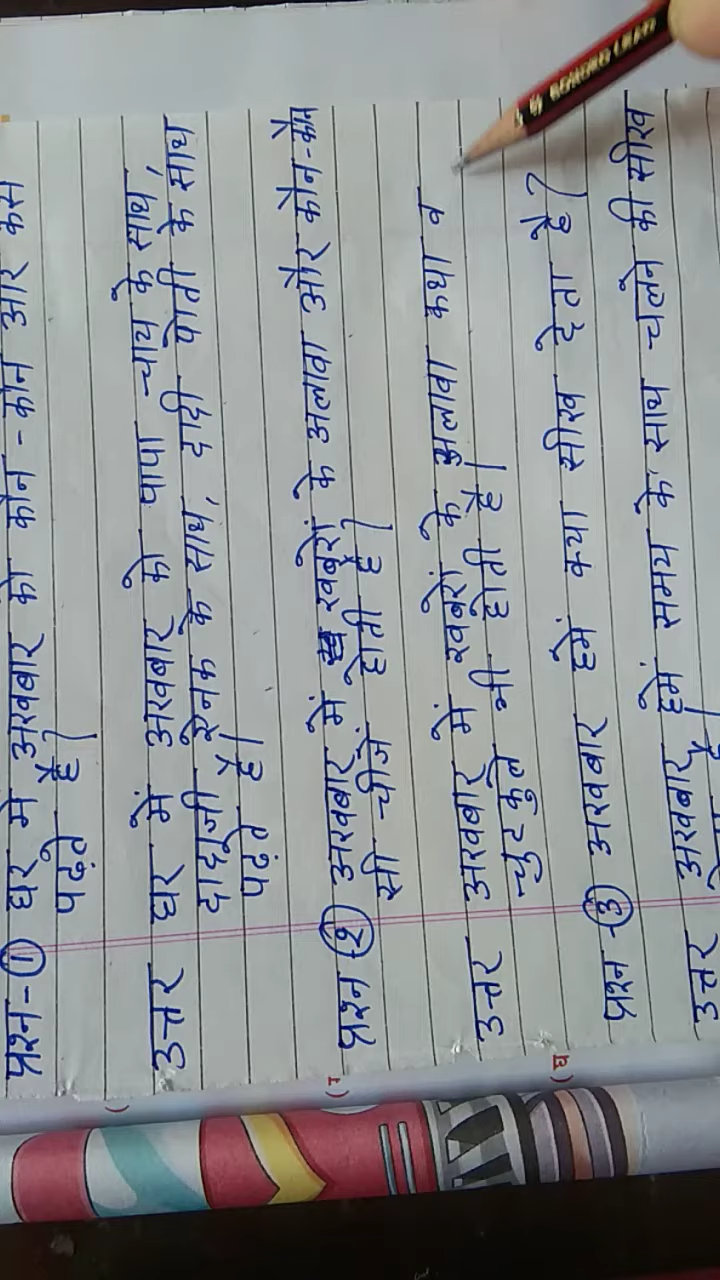 प्रश्न-① घर में अखबार को कौन-कौन और कैसे
पढ़ते है?
उत्तर घर में अखबार को पापा चाय के साथ,
दादाजी ऐनक के साथ, दादी पोती के साथ
पढ़ते है।
प्रश्न ② अखबार में खबरों के अलावा और कौन-कौन
सी चीजें होती है?
उत्तर अखबार में खबरों के अलावा कथा व
चुटकुले भी होती है।
प्रश्न-③ अखबार हमें क्या सीख देता है?
उत्तर अखबार हमें समय के साथ चलने की सीख
है।